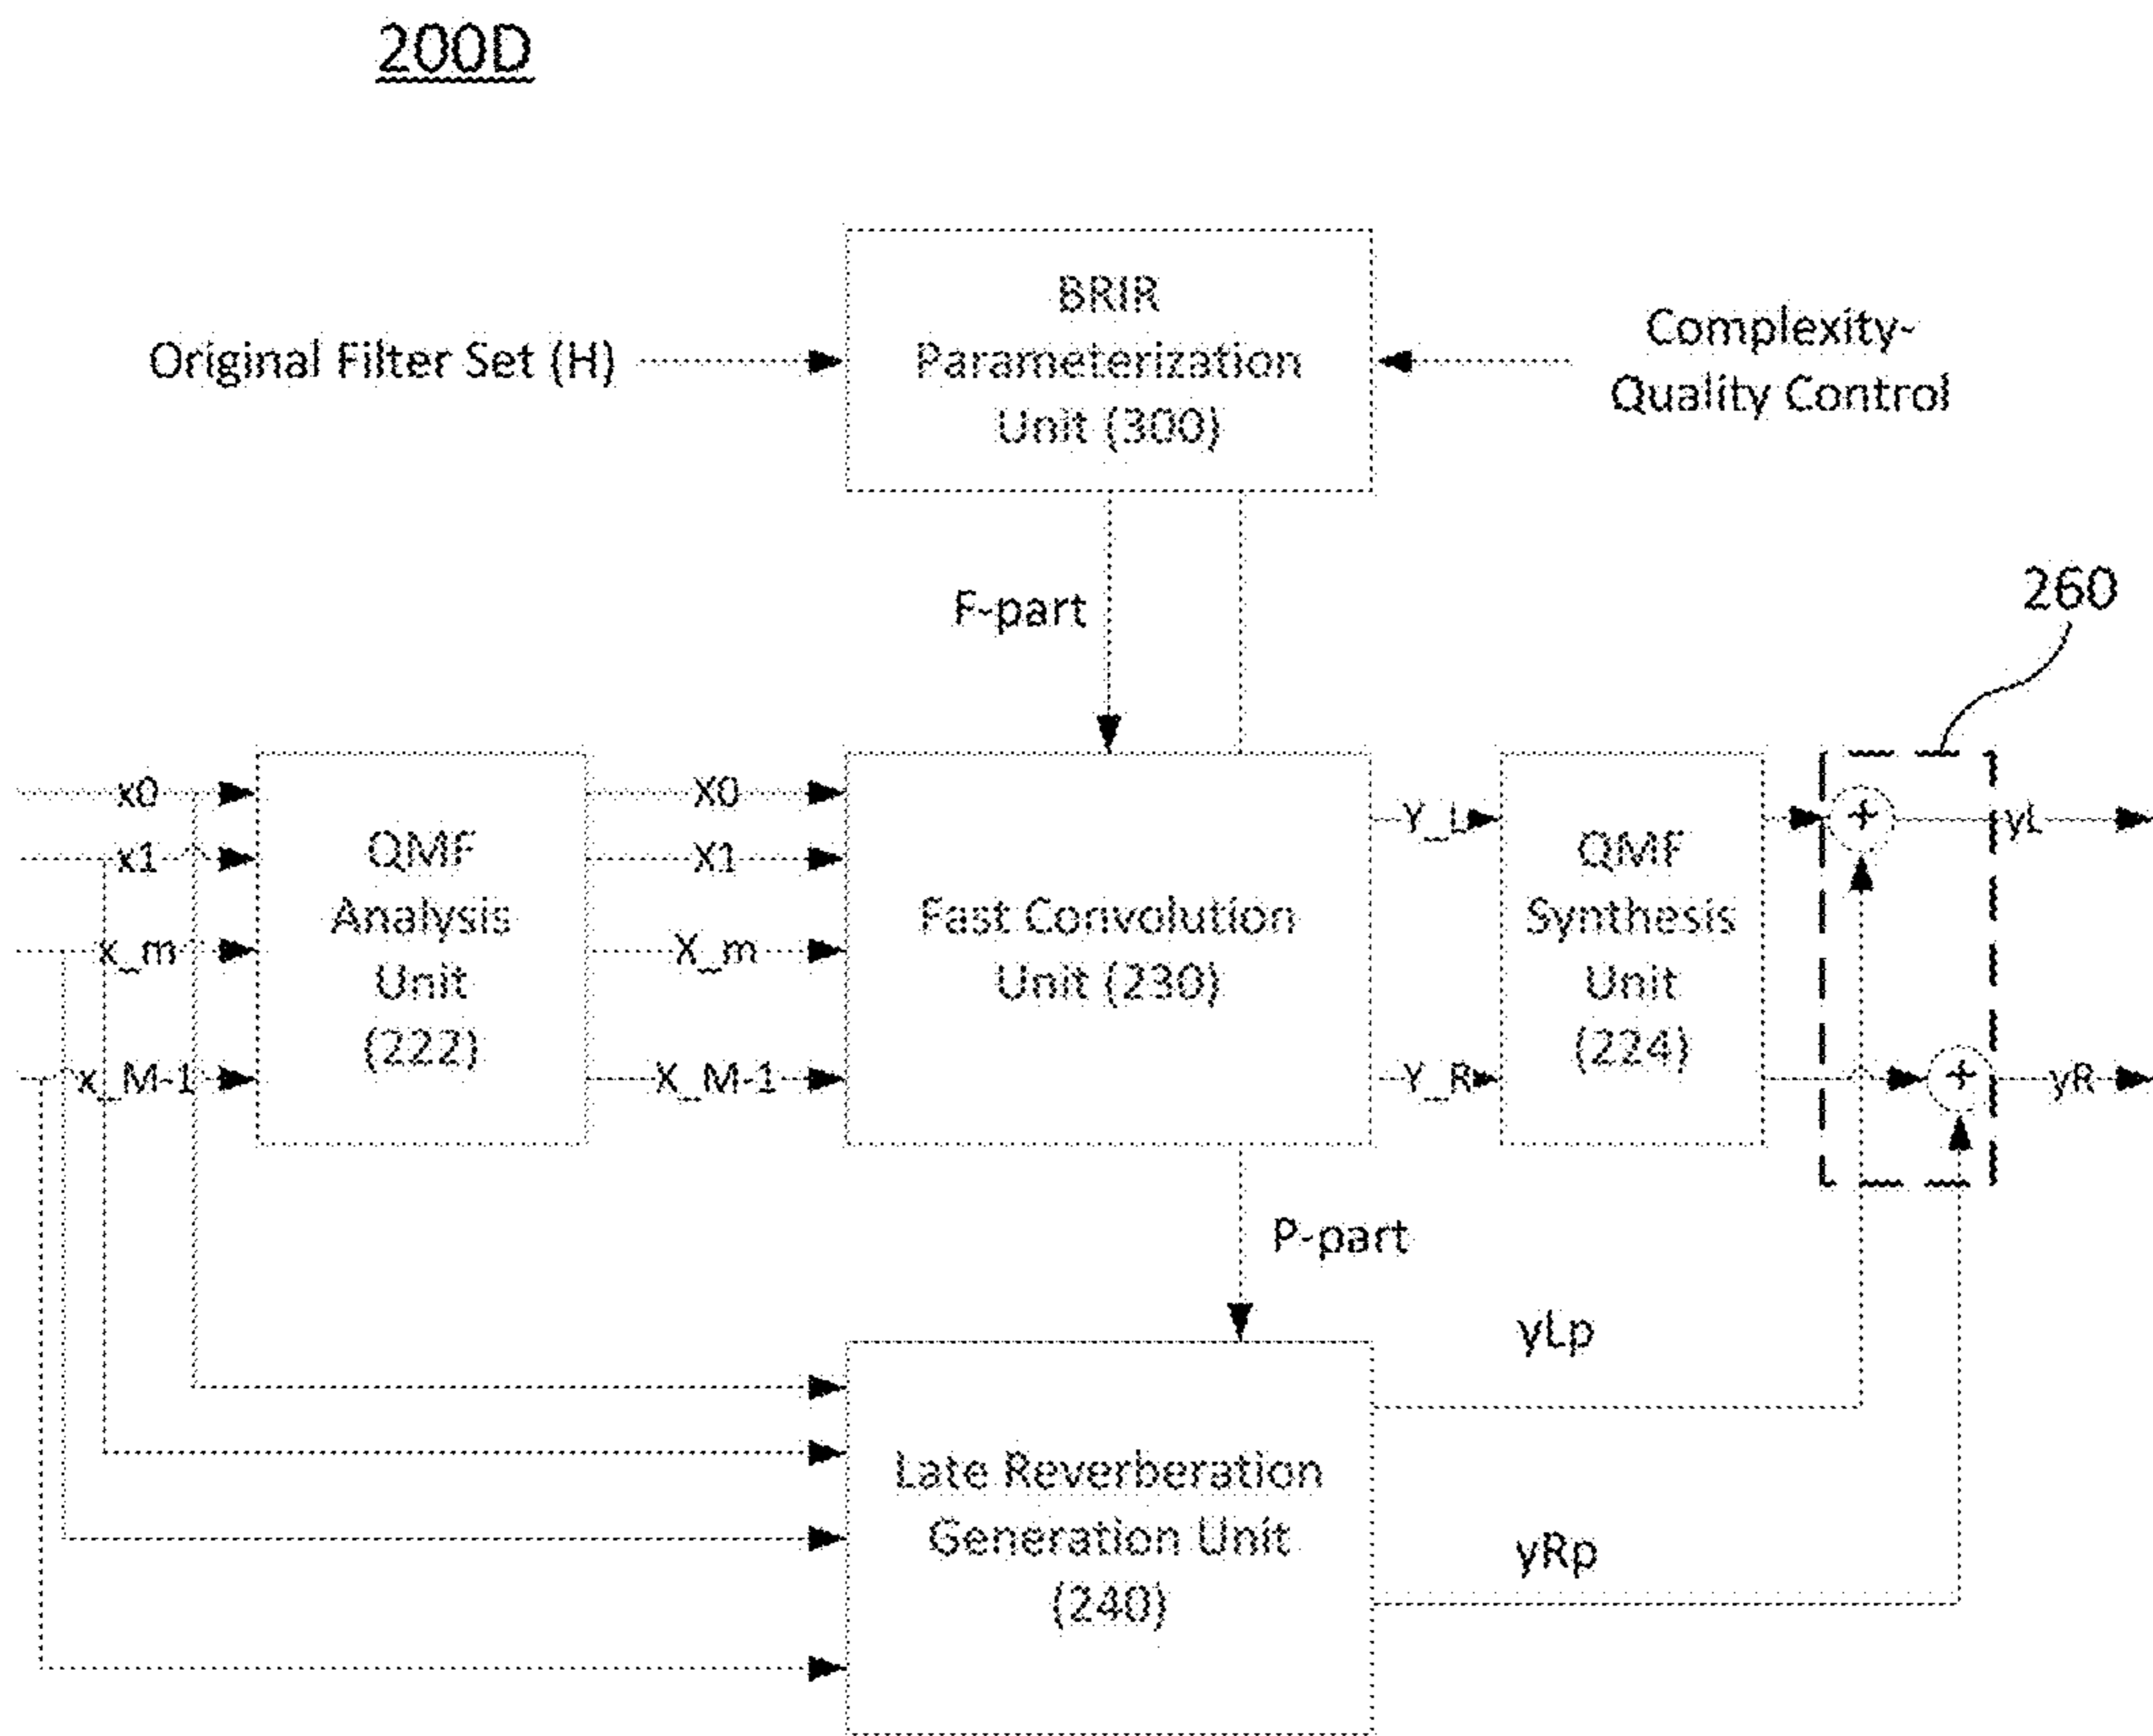 200D
BRIR
Parameterization
Unit (300)
Original Filter Set (H)
Complexity-
Quality Control
F-part
260
x0
x1
x_m
x_M-1
QMF
Analysis
Unit
(222)
X0
X1
X_m
X_M-1
Fast Convolution
Unit (230)
Y_L
Y_R
QMF
Synthesis
Unit
(224)
+
yL
+
yR
P-part
yLp
Late Reverberation
Generation Unit
(240)
yRp